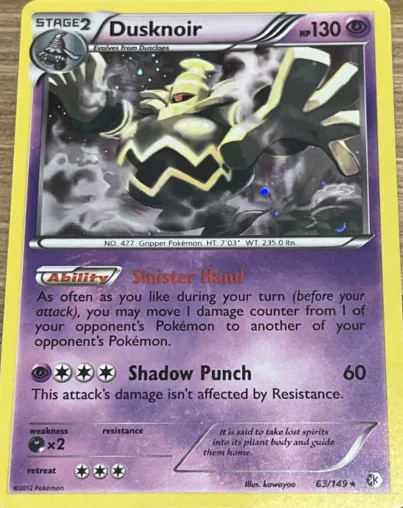 STAGE2
Dusknoir
HP130
Evolves from Dusclops
NO. 477 Gripper Pokémon HT. 7'03" WT. 235.0 lbs.
Ability Sinister Hand
As often as you like during your turn (before your
attack), you may move 1 damage counter from 1 of
your opponent's Pokémon to another of your
opponent's Pokémon.
Shadow Punch 60
This attack's damage isn't affected by Resistance.
weakness resistance
×2
It is said to take lost spirits
into its pliant body and guide
them home.
retreat
©2012 Pokémon
Illus. kawayoo 63/149